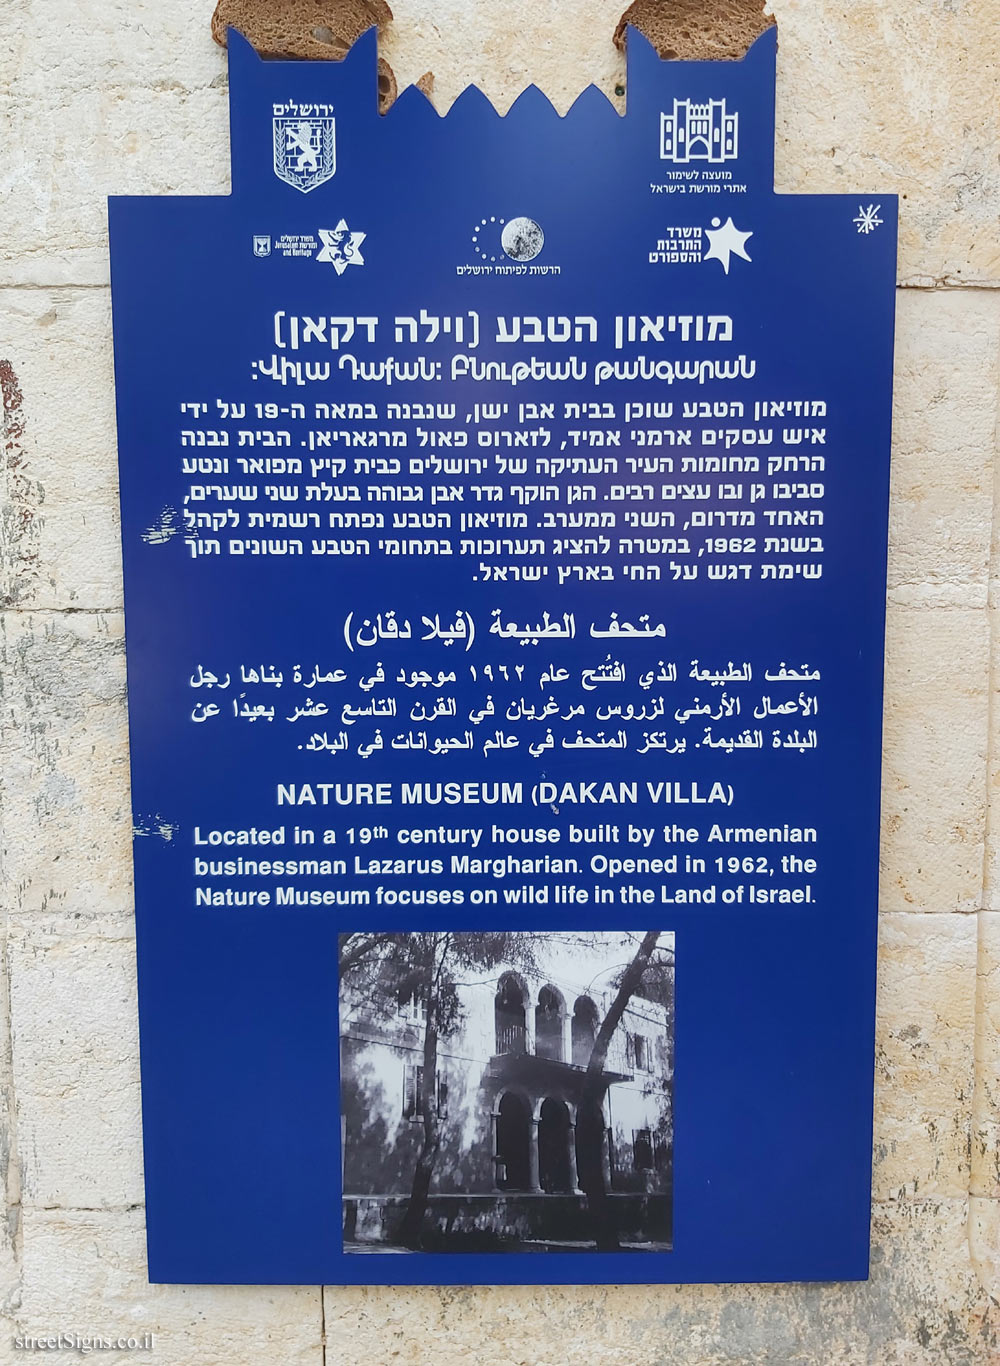 ירושלים
מועצה לשימור
אתרי מורשת בישראל
משרד ירושלים
ומורשת ישראל
Jerusalem
and Heritage
הרשות לפיתוח ירושלים
משרד
התרבות
והספורט
מוזיאון הטבע (וילה דקאן)
:Վիլա Դաքան: Բնութեան թանգարան
מוזיאון הטבע שוכן בבית אבן ישן, שנבנה במאה ה-19 על ידי
איש עסקים ארמני אמיד, לזארוס פאול מרגאריאן. הבית נבנה
הרחק מחומות העיר העתיקה של ירושלים כבית קיץ מפואר ונטע
סביבו גן ובו עצים רבים. הגן הוקף גדר אבן גבוהה בעלת שני שערים,
האחד מדרום, השני ממערב. מוזיאון הטבע נפתח רשמית לקהל
בשנת 1962, במטרה להציג תערוכות בתחומי הטבע השונים תוך
שימת דגש על החי בארץ ישראל.
متحف الطبيعة (فيلا دقان)
متحف الطبيعة الذي افتُتح عام ١٩٦٢ موجود في عمارة بناها رجل
الأعمال الأرمني لزروس مرغريان في القرن التاسع عشر بعيدًا عن
البلدة القديمة. يرتكز المتحف في عالم الحيوانات في البلاد.
NATURE MUSEUM (DAKAN VILLA)
Located in a 19th century house built by the Armenian
businessman Lazarus Margharian. Opened in 1962, the
Nature Museum focuses on wild life in the Land of Israel.
streetSigns.co.il